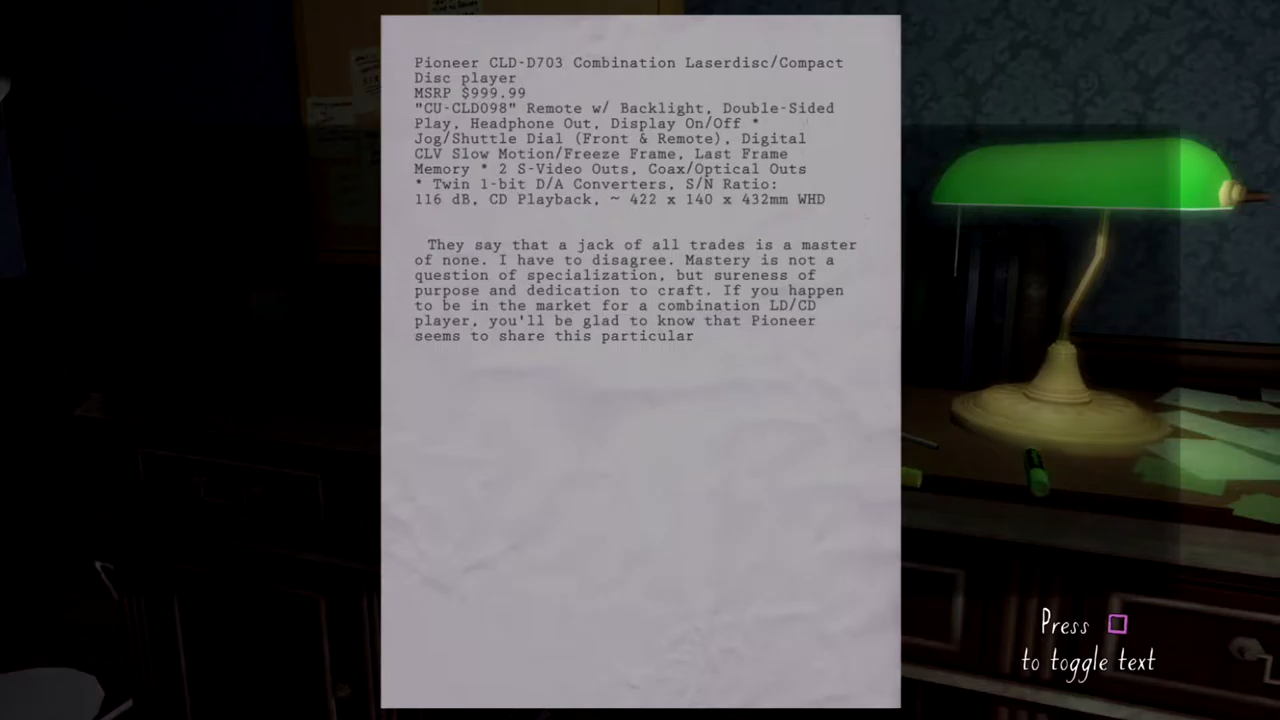 Pioneer CLD-D703 Combination Laserdisc/Compact
Disc player
MSRP $999.99
"CU-CLD098" Remote w/ Backlight, Double-Sided
Play, Headphone Out, Display On/Off *
Jog/Shuttle Dial (Front & Remote), Digital
CLV Slow Motion/Freeze Frame, Last Frame
Memory * 2 S-Video Outs, Coax/Optical Outs
* Twin 1-bit D/A Converters, S/N Ratio:
116 dB, CD Playback, ~ 422 x 140 x 432mm WHD
They say that a jack of all trades is a master
of none. I have to disagree. Mastery is not a
question of specialization, but sureness of
purpose and dedication to craft. If you happen
to be in the market for a combination LD/CD
player, you'll be glad to know that Pioneer
seems to share this particular
Press
to toggle text